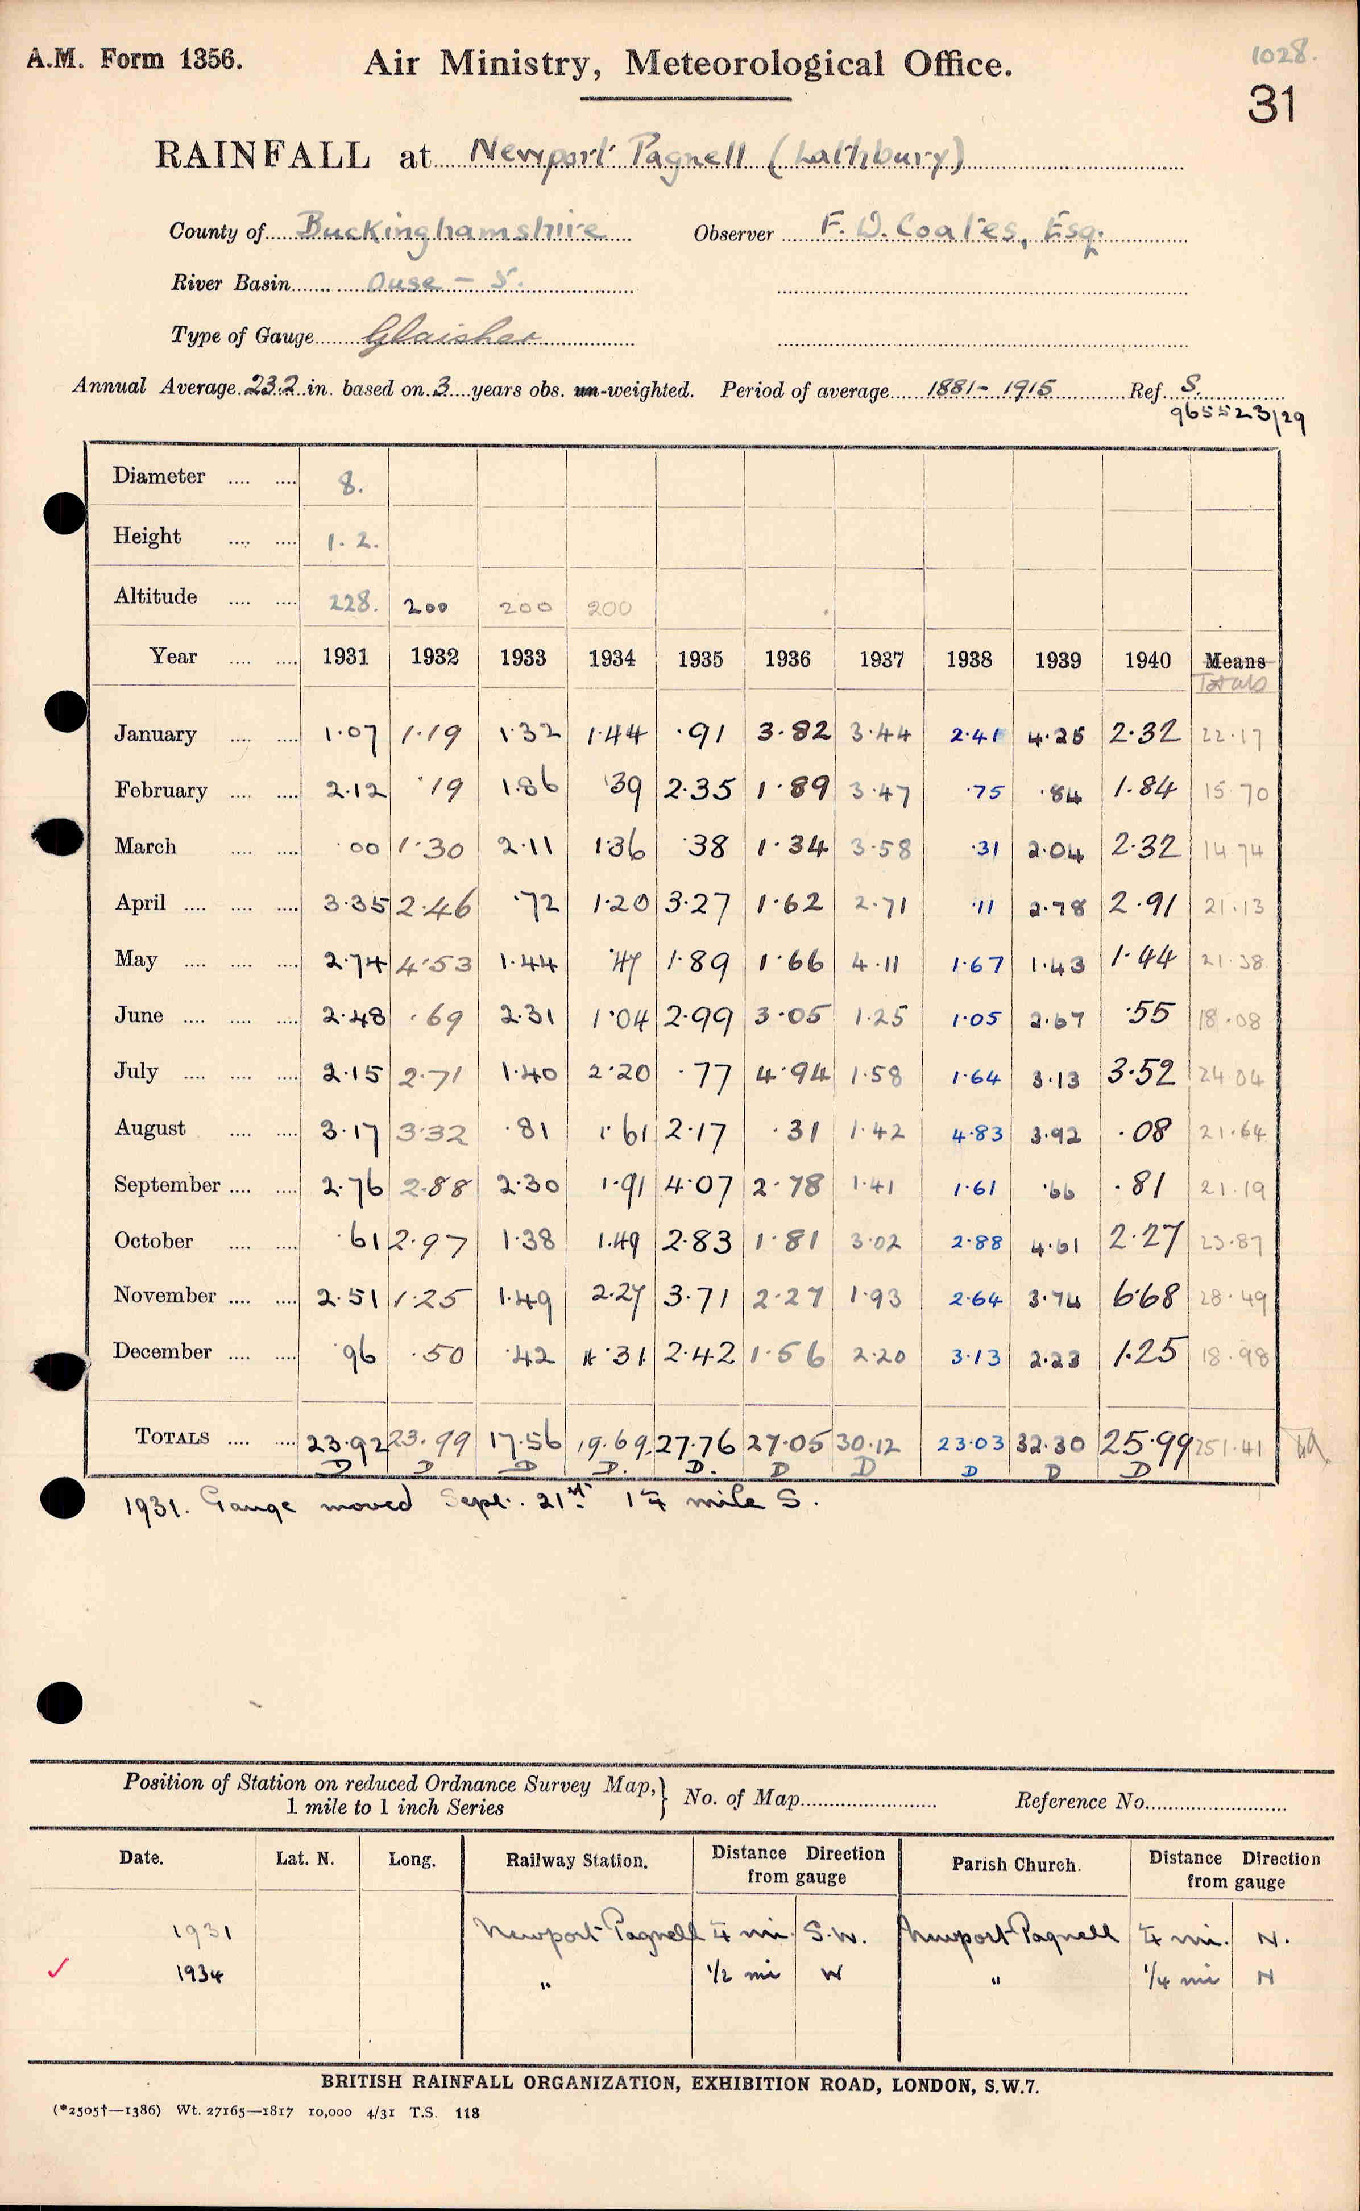 A.M. Form 1356. Air Ministry, Meteorological Office. 1028.
31
RAINFALL at Newport Pagnell (Lathbury)
County of Buckinghamshire Observer F. D. Coales, Esq.
River Basin Ouse – 5.
Type of Gauge Glaisher
Annual Average 23.2 in. based on 3 years obs. un-weighted. Period of average 1881–1915 Ref. S.
965523/29
Diameter 8.
Height 1.2.
Altitude 228. 200 200 200
Year 1931 1932 1933 1934 1935 1936 1937 1938 1939 1940 Means
Totals
January 1.07 1.19 1.32 1.44 .91 3.82 3.44 2.41 4.25 2.32 22.17
February 2.12 .19 1.86 .39 2.35 1.89 3.47 .75 .84 1.84 15.70
March .00 1.30 2.11 1.36 .38 1.34 3.58 .31 2.04 2.32 14.74
April 3.35 2.46 .72 1.20 3.27 1.62 2.71 .11 2.78 2.91 21.13
May 2.74 4.53 1.44 .47 1.89 1.66 4.11 1.67 1.43 1.44 21.38
June 2.48 .69 2.31 1.04 2.99 3.05 1.25 1.05 2.67 .55 18.08
July 2.15 2.71 1.40 2.20 .77 4.94 1.58 1.64 3.13 3.52 24.04
August 3.17 3.32 .81 1.61 2.17 .31 1.42 4.83 3.92 .08 21.64
September 2.76 2.88 2.30 1.91 4.07 2.78 1.41 1.61 .66 .81 21.19
October .61 2.97 1.38 1.49 2.83 1.81 3.02 2.88 4.61 2.27 23.87
November 2.51 1.25 1.49 2.27 3.71 2.27 1.93 2.64 3.74 6.68 28.49
December .96 .50 .42 4.31 2.42 1.56 2.20 3.13 2.23 1.25 18.98
TOTALS 23.92 23.99 17.56 19.69 27.76 27.05 30.12 23.03 32.30 25.99 251.41
D D D D. D. D D D D D
1931. Gauge moved Sept. 21st 1¼ mile S.
Position of Station on reduced Ordnance Survey Map, } No. of Map Reference No.
1 mile to 1 inch Series
Date. Lat. N. Long. Railway Station. Distance Direction Parish Church. Distance Direction
from gauge from gauge
1931 Newport Pagnell ¼ mi. S.W. Newport Pagnell ¼ mi. N.
✓ 1934 " 1/2 mi W " 1/4 mi N
BRITISH RAINFALL ORGANIZATION, EXHIBITION ROAD, LONDON, S.W.7.
(*2505†—1386) Wt. 27165—1817 10,000 4/31 T.S. 118